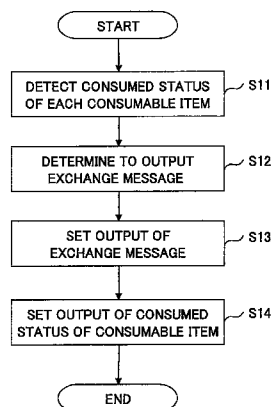 START
DETECT CONSUMED STATUS
OF EACH CONSUMABLE ITEM
S11
DETERMINE TO OUTPUT
EXCHANGE MESSAGE
S12
SET OUTPUT OF
EXCHANGE MESSAGE
S13
SET OUTPUT OF CONSUMED
STATUS OF CONSUMABLE ITEM
S14
END